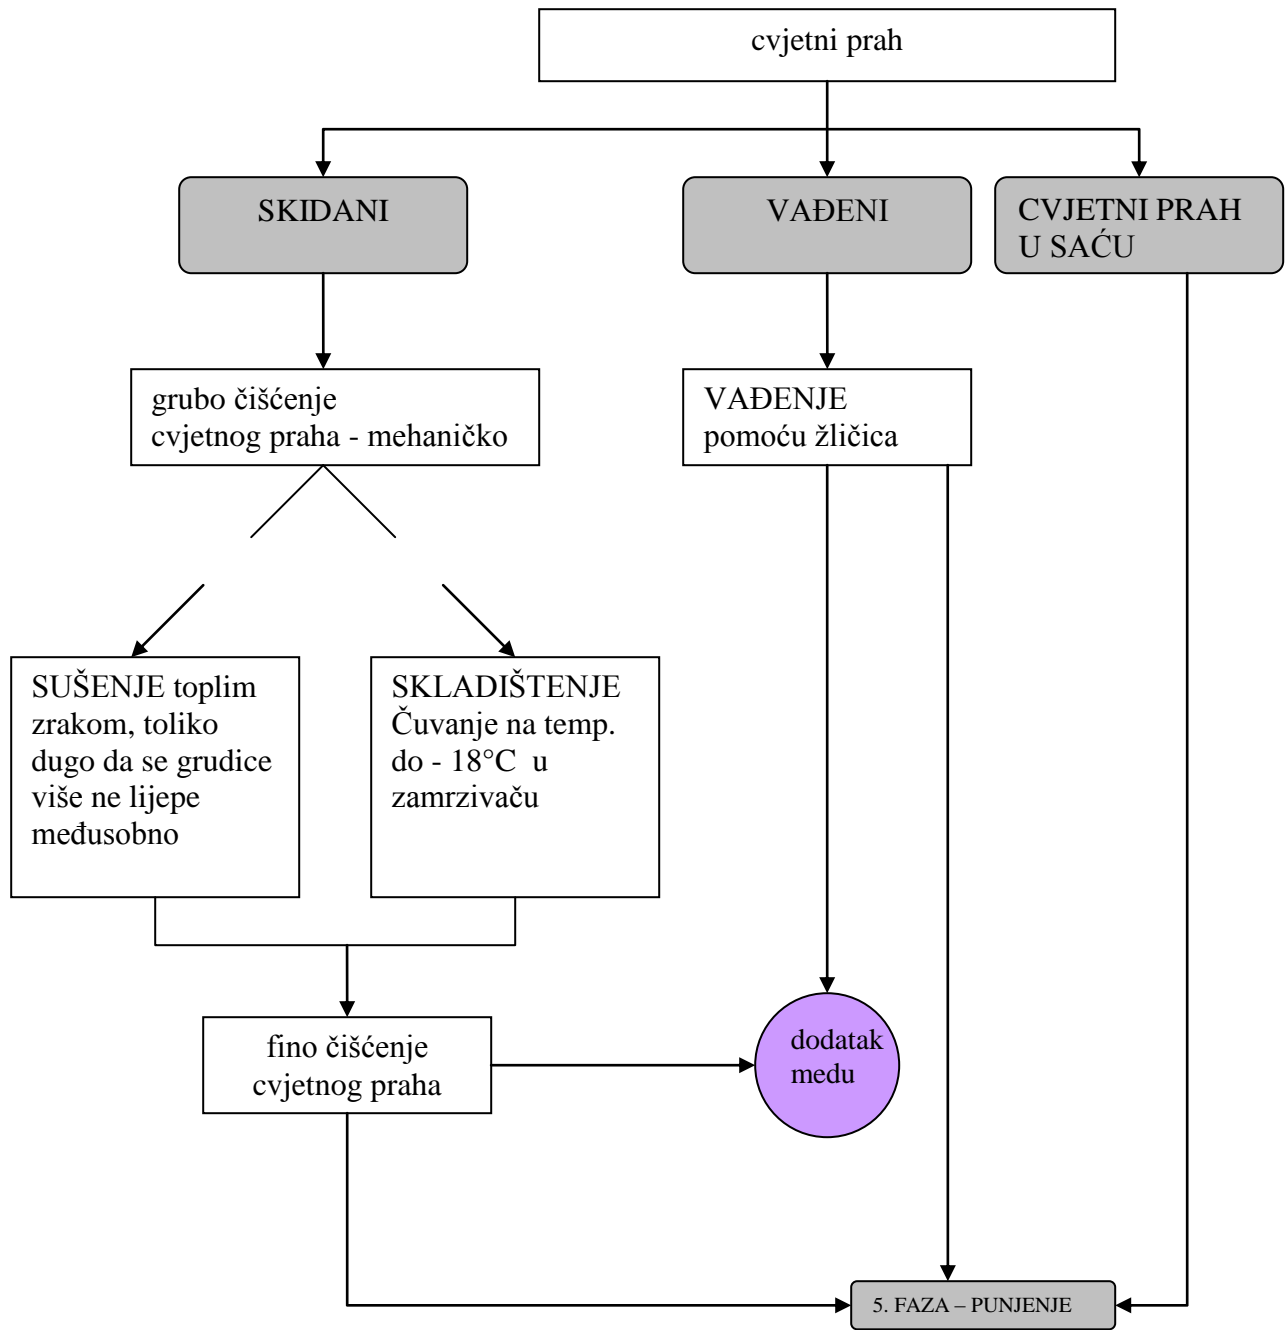 cvjetni prah
SKIDANI
VAĐENI
CVJETNI PRAH
U SAĆU
grubo čišćenje
cvjetnog praha - mehaničko
VAĐENJE
pomoću žličica
SUŠENJE toplim
zrakom, toliko
dugo da se grudice
više ne lijepe
međusobno
SKLADIŠTENJE
Čuvanje na temp.
do - 18°C u
zamrzivaču
fino čišćenje
cvjetnog praha
dodatak
medu
5. FAZA – PUNJENJE